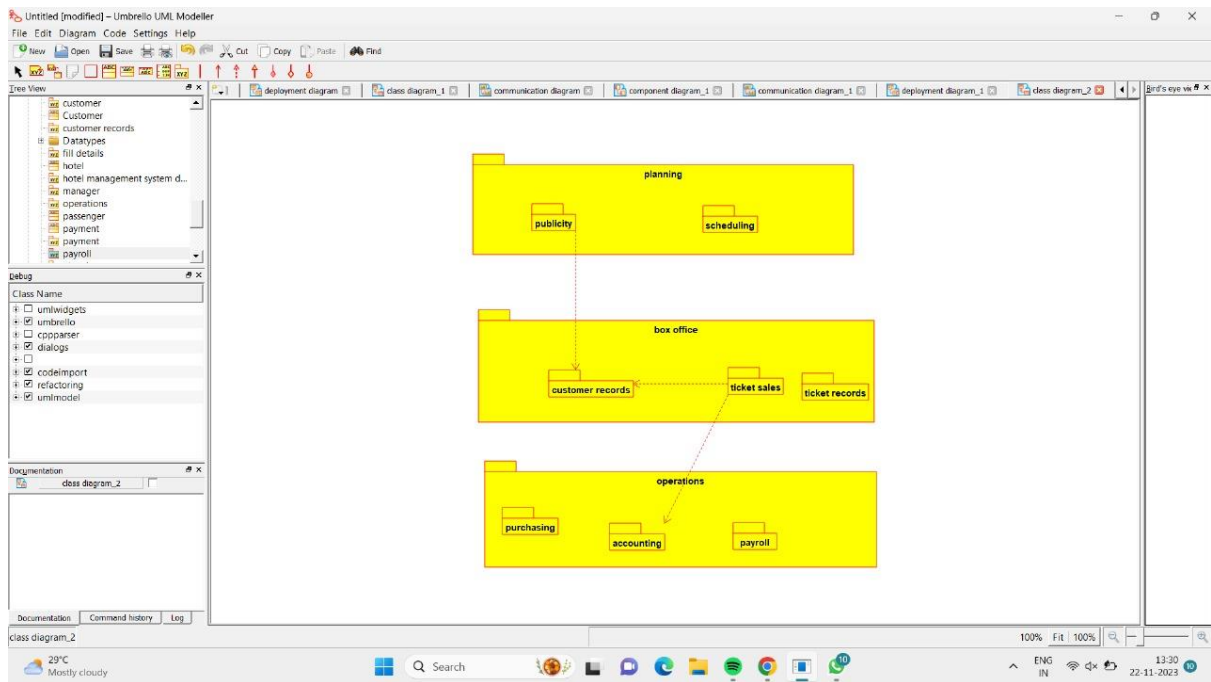 Untitled [modified] – Umbrello UML Modeller
File Edit Diagram Code Settings Help
New Open Save Cut Copy Paste Find
Tree View
deployment diagram class diagram_1 communication diagram component diagram_1 communication diagram_1 deployment diagram_1 class diagram_2
Bird's eye vie
customer
Customer
customer records
Datatypes
fill details
hotel
hotel management system d...
manager
operations
passenger
payment
payment
payroll
Debug
Class Name
umlwidgets
umbrello
cppparser
dialogs
codeimport
refactoring
umlmodel
Documentation
class diagram_2
Documentation Command history Log
planning
publicity scheduling
box office
customer records ticket sales ticket records
operations
purchasing accounting payroll
class diagram_2
100% Fit 100%
29°C
Mostly cloudy
Search
10
ENG
IN
13:30
22-11-2023
10